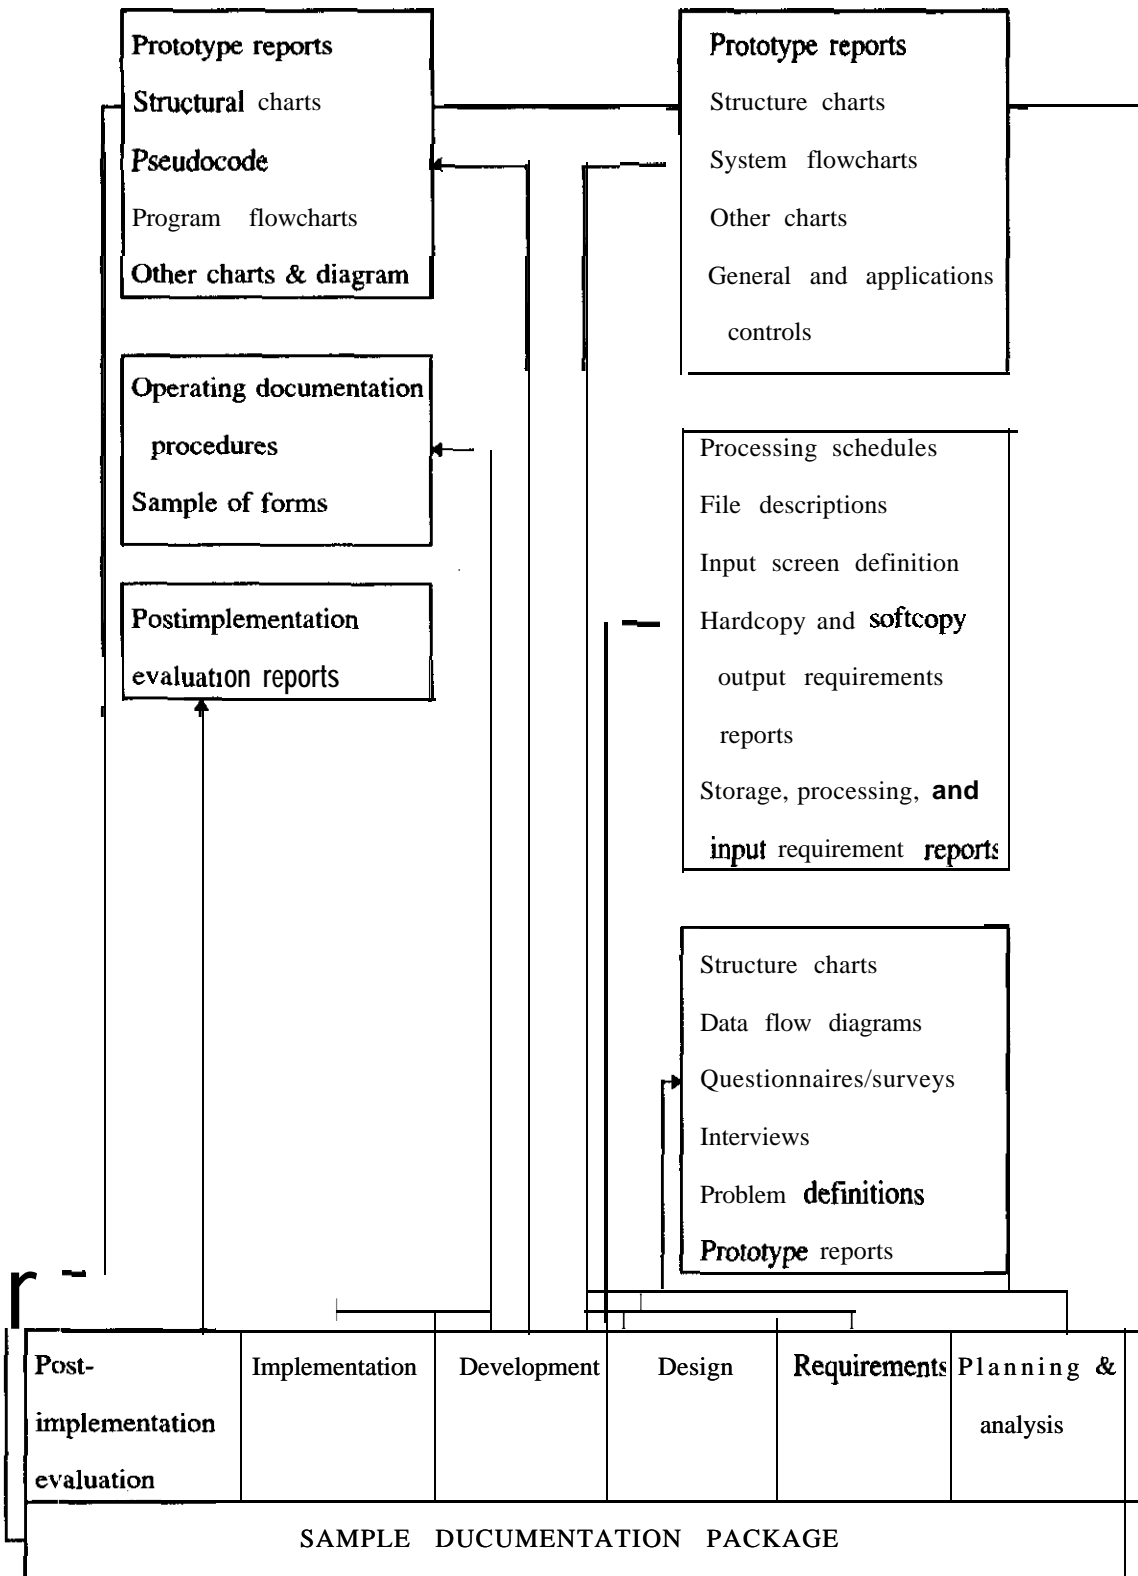 Prototype reports
Structural charts
Pseudocode
Program flowcharts
Other charts & diagram
Operating documentation
procedures
Sample of forms
Postimplementation
evaluation reports
Prototype reports
Structure charts
System flowcharts
Other charts
General and applications
controls
Processing schedules
File descriptions
Input screen definition
Hardcopy and softcopy
output requirements
reports
Storage, processing, and
input requirement reports
Structure charts
Data flow diagrams
Questionnaires/surveys
Interviews
Problem definitions
Prototype reports
Post-
implementation
evaluation
Implementation
Development
Design
Requirements
Planning &
analysis
SAMPLE DUCUMENTATION PACKAGE